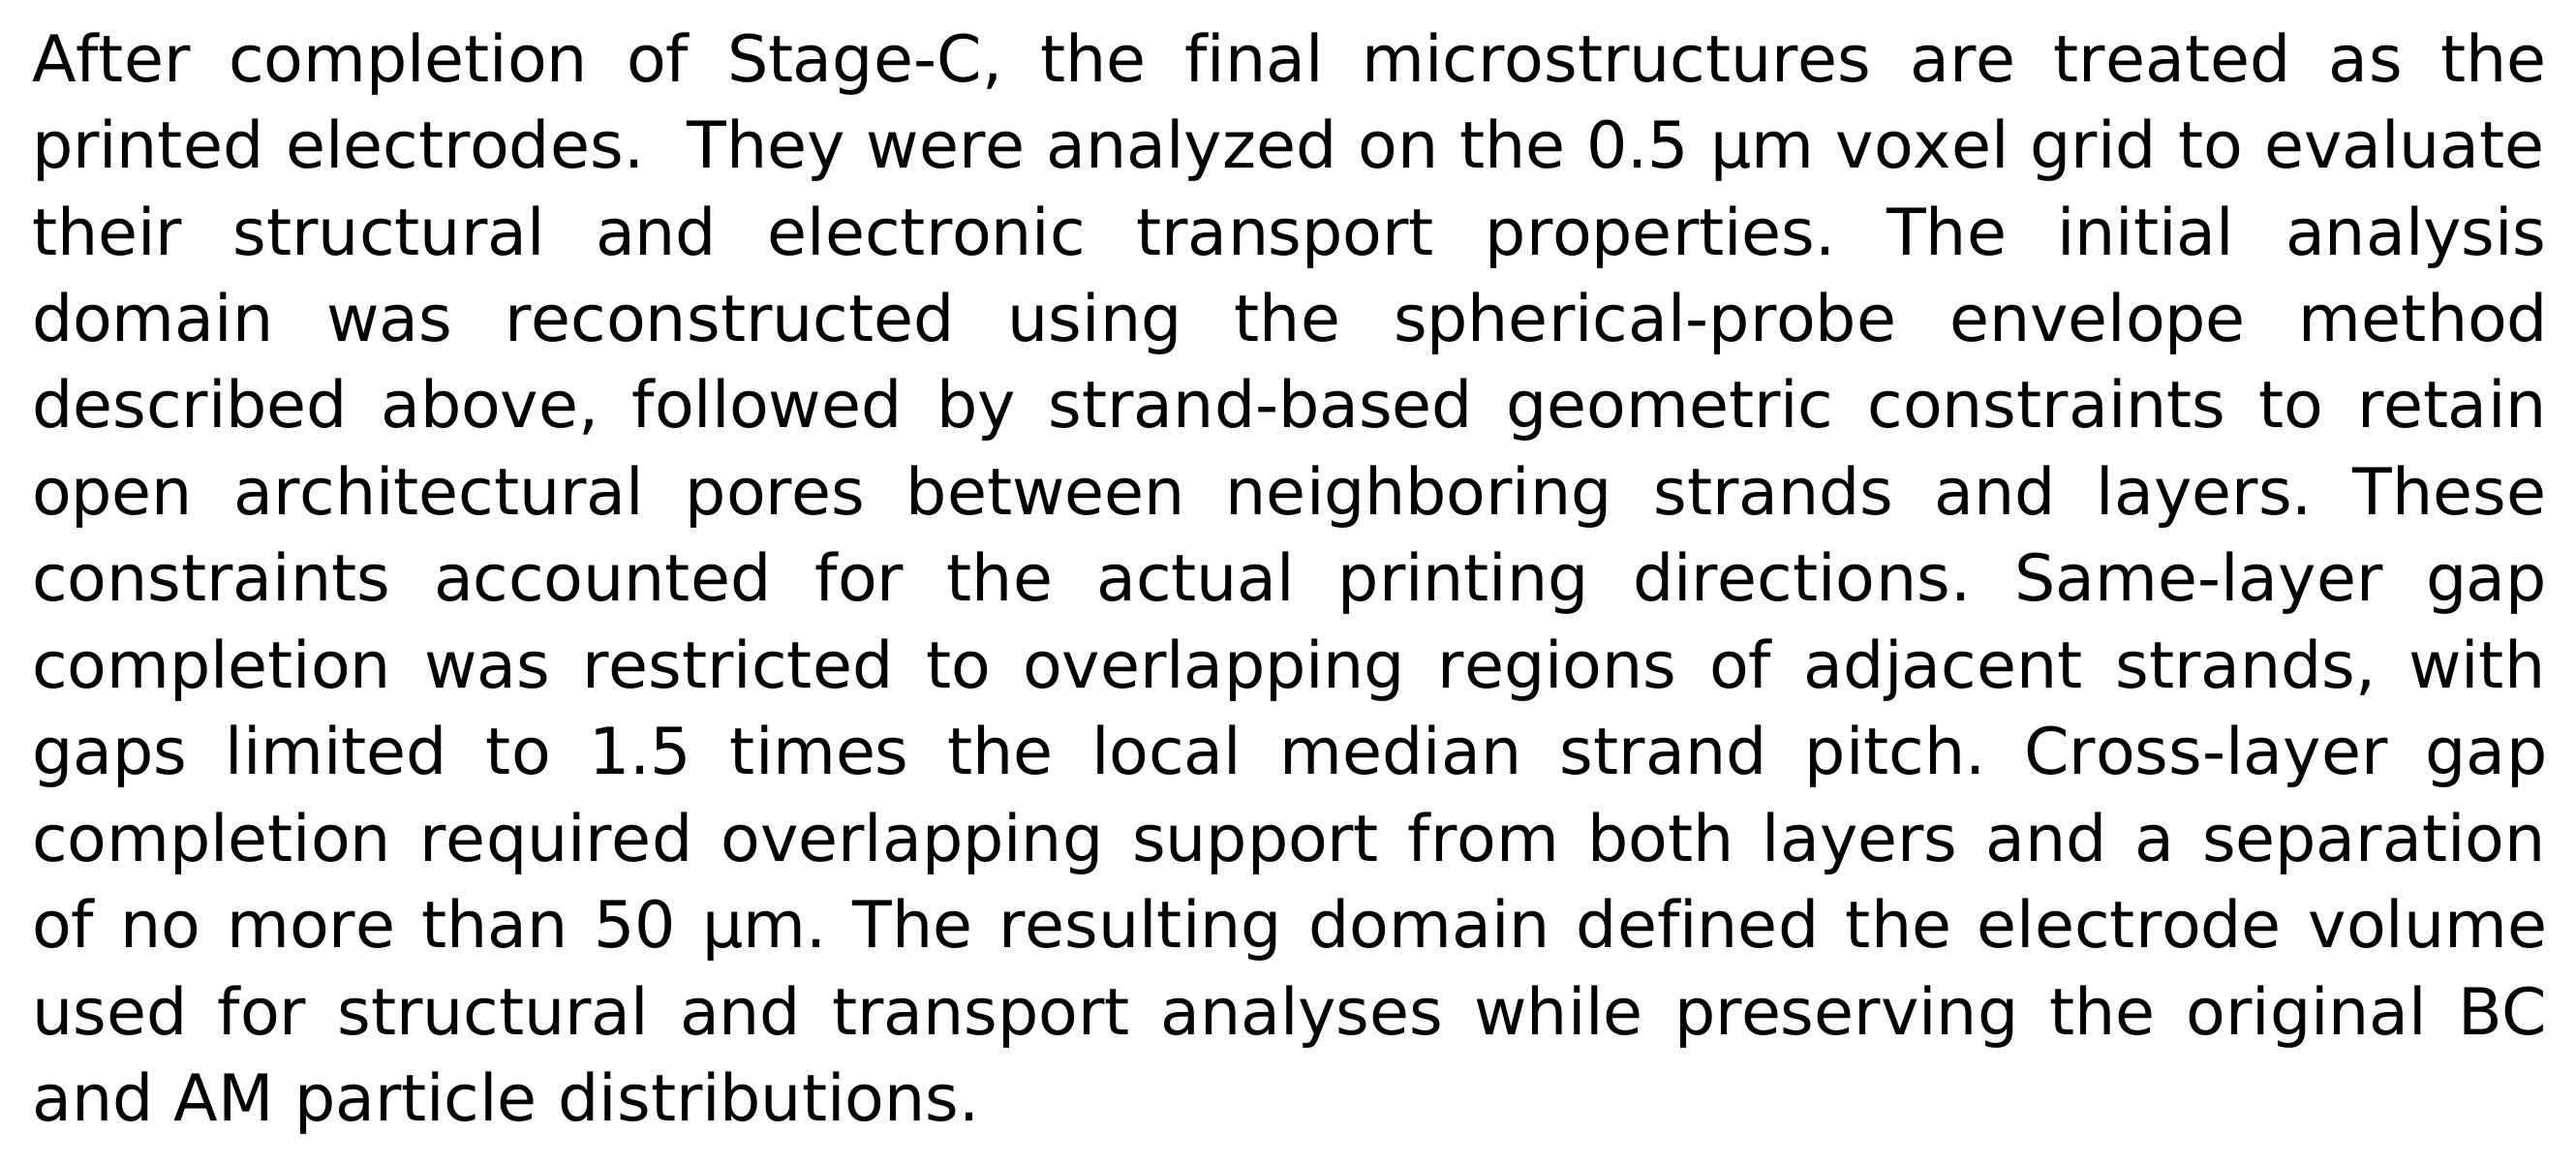 After completion of Stage-C, the final microstructures are treated as the
printed electrodes.  They were analyzed on the 0.5 µm voxel grid to evaluate
their structural and electronic transport properties. The initial analysis
domain was reconstructed using the spherical-probe envelope method
described above, followed by strand-based geometric constraints to retain
open architectural pores between neighboring strands and layers. These
constraints accounted for the actual printing directions. Same-layer gap
completion was restricted to overlapping regions of adjacent strands, with
gaps limited to 1.5 times the local median strand pitch. Cross-layer gap
completion required overlapping support from both layers and a separation
of no more than 50 µm. The resulting domain defined the electrode volume
used for structural and transport analyses while preserving the original BC
and AM particle distributions.